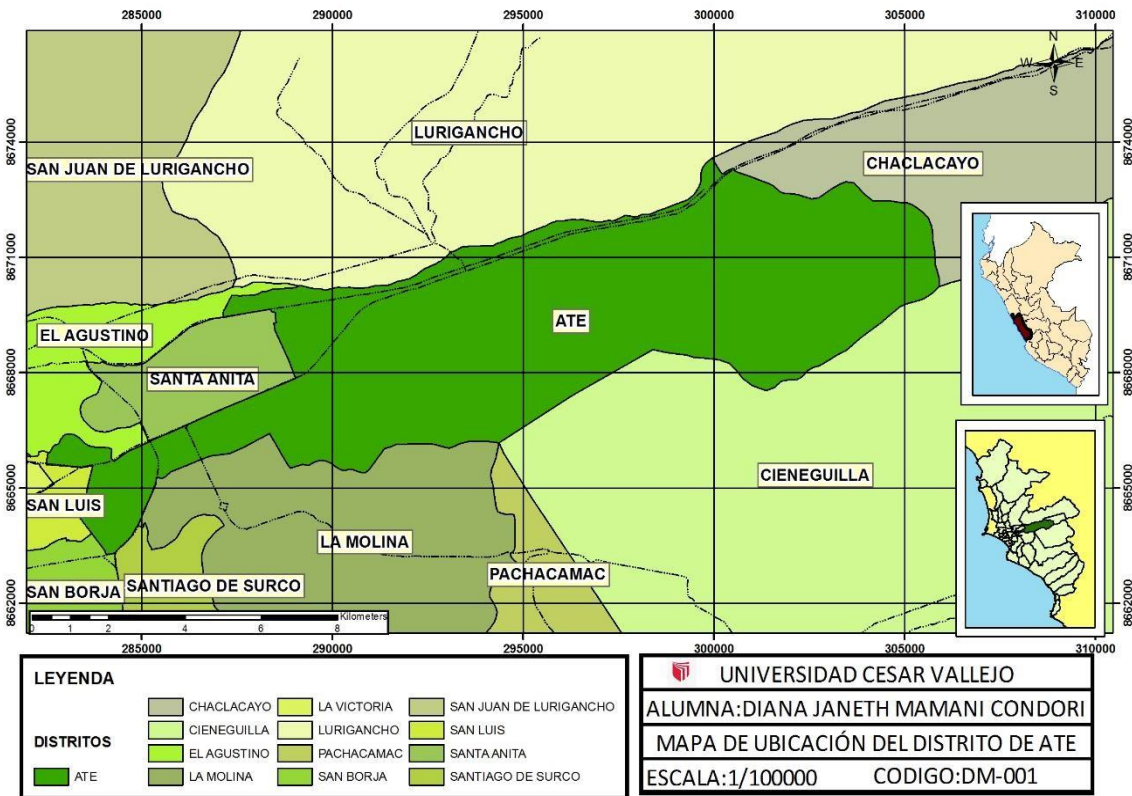 285000 290000 295000 300000 305000 310000
N
W E
S
LURIGANCHO
8674000 8674000
SAN JUAN DE LURIGANCHO
CHACLACAYO
8671000 8671000
ATE
EL AGUSTINO
8668000 8668000
SANTA ANITA
CIENEGUILLA
8665000 8665000
SAN LUIS
LA MOLINA
PACHACAMAC
SAN BORJA
SANTIAGO DE SURCO
8662000 8662000
Kilometers
0 1 2 4 6 8
285000 290000 295000 300000 305000 310000
LEYENDA
DISTRITOS
ATE
CHACLACAYO
CIENEGUILLA
EL AGUSTINO
LA MOLINA
LA VICTORIA
LURIGANCHO
PACHACAMAC
SAN BORJA
SAN JUAN DE LURIGANCHO
SAN LUIS
SANTA ANITA
SANTIAGO DE SURCO
UNIVERSIDAD CESAR VALLEJO
ALUMNA:DIANA JANETH MAMANI CONDORI
MAPA DE UBICACIÓN DEL DISTRITO DE ATE
ESCALA:1/100000 CODIGO:DM-001